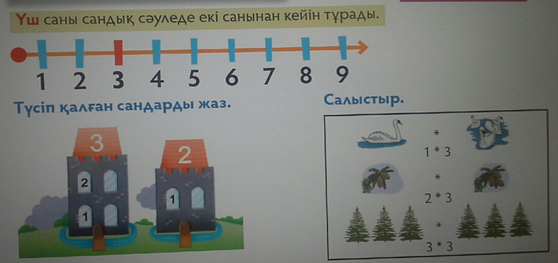 Үш саны сандық сәуледе екі санынан кейін тұрады.
1 2 3 4 5 6 7 8 9
Түсіп қалған сандарды жаз.
3
2
1
2
1
Салыстыр.
*
1 * 3
*
2 * 3
*
3 * 3